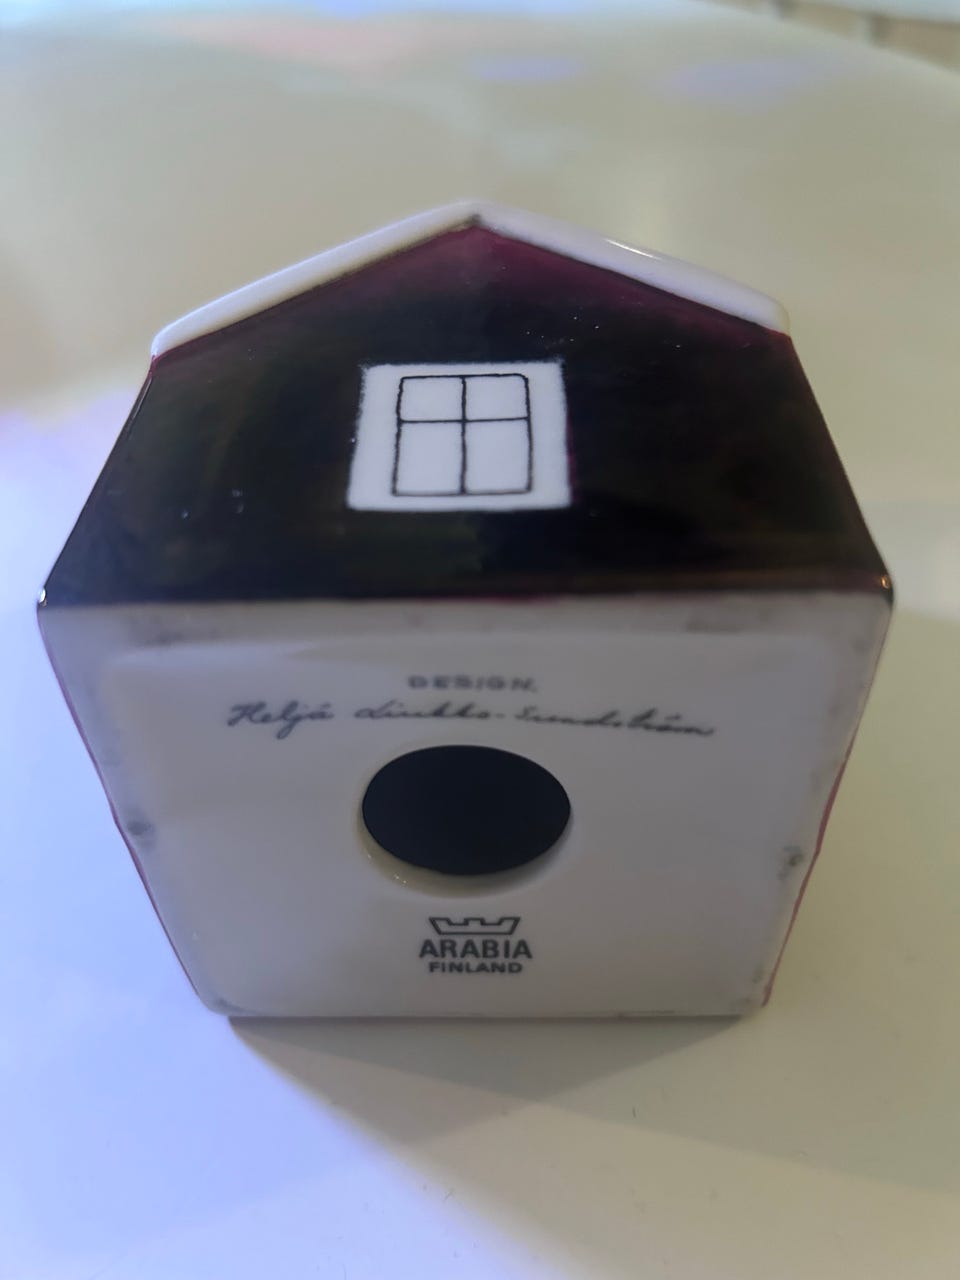 DESIGN.
Heljä Liukko-Sundström
ARABIA
FINLAND